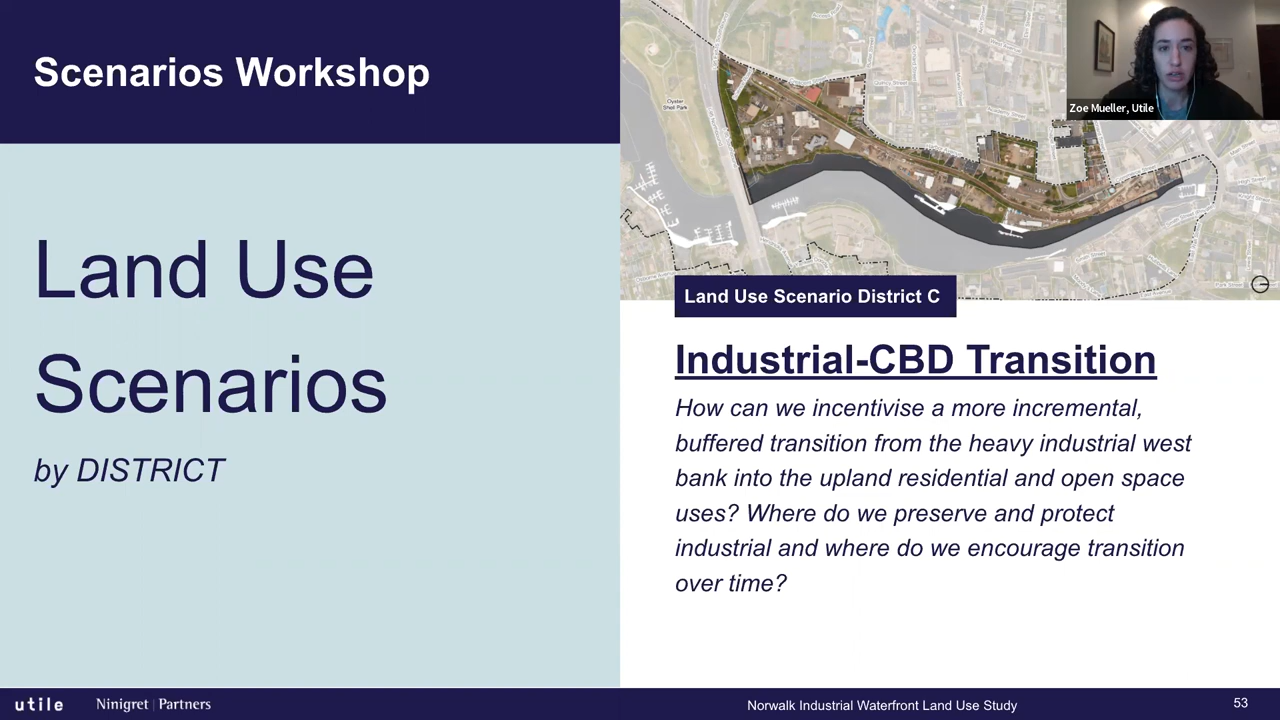 Scenarios Workshop
Land Use
Scenarios
by DISTRICT
Oyster
Shell Park
Zoe Mueller, Utile
Land Use Scenario District C
Industrial-CBD Transition
How can we incentivise a more incremental,
buffered transition from the heavy industrial west
bank into the upland residential and open space
uses? Where do we preserve and protect
industrial and where do we encourage transition
over time?
utile
Ninigret | Partners
Norwalk Industrial Waterfront Land Use Study
53